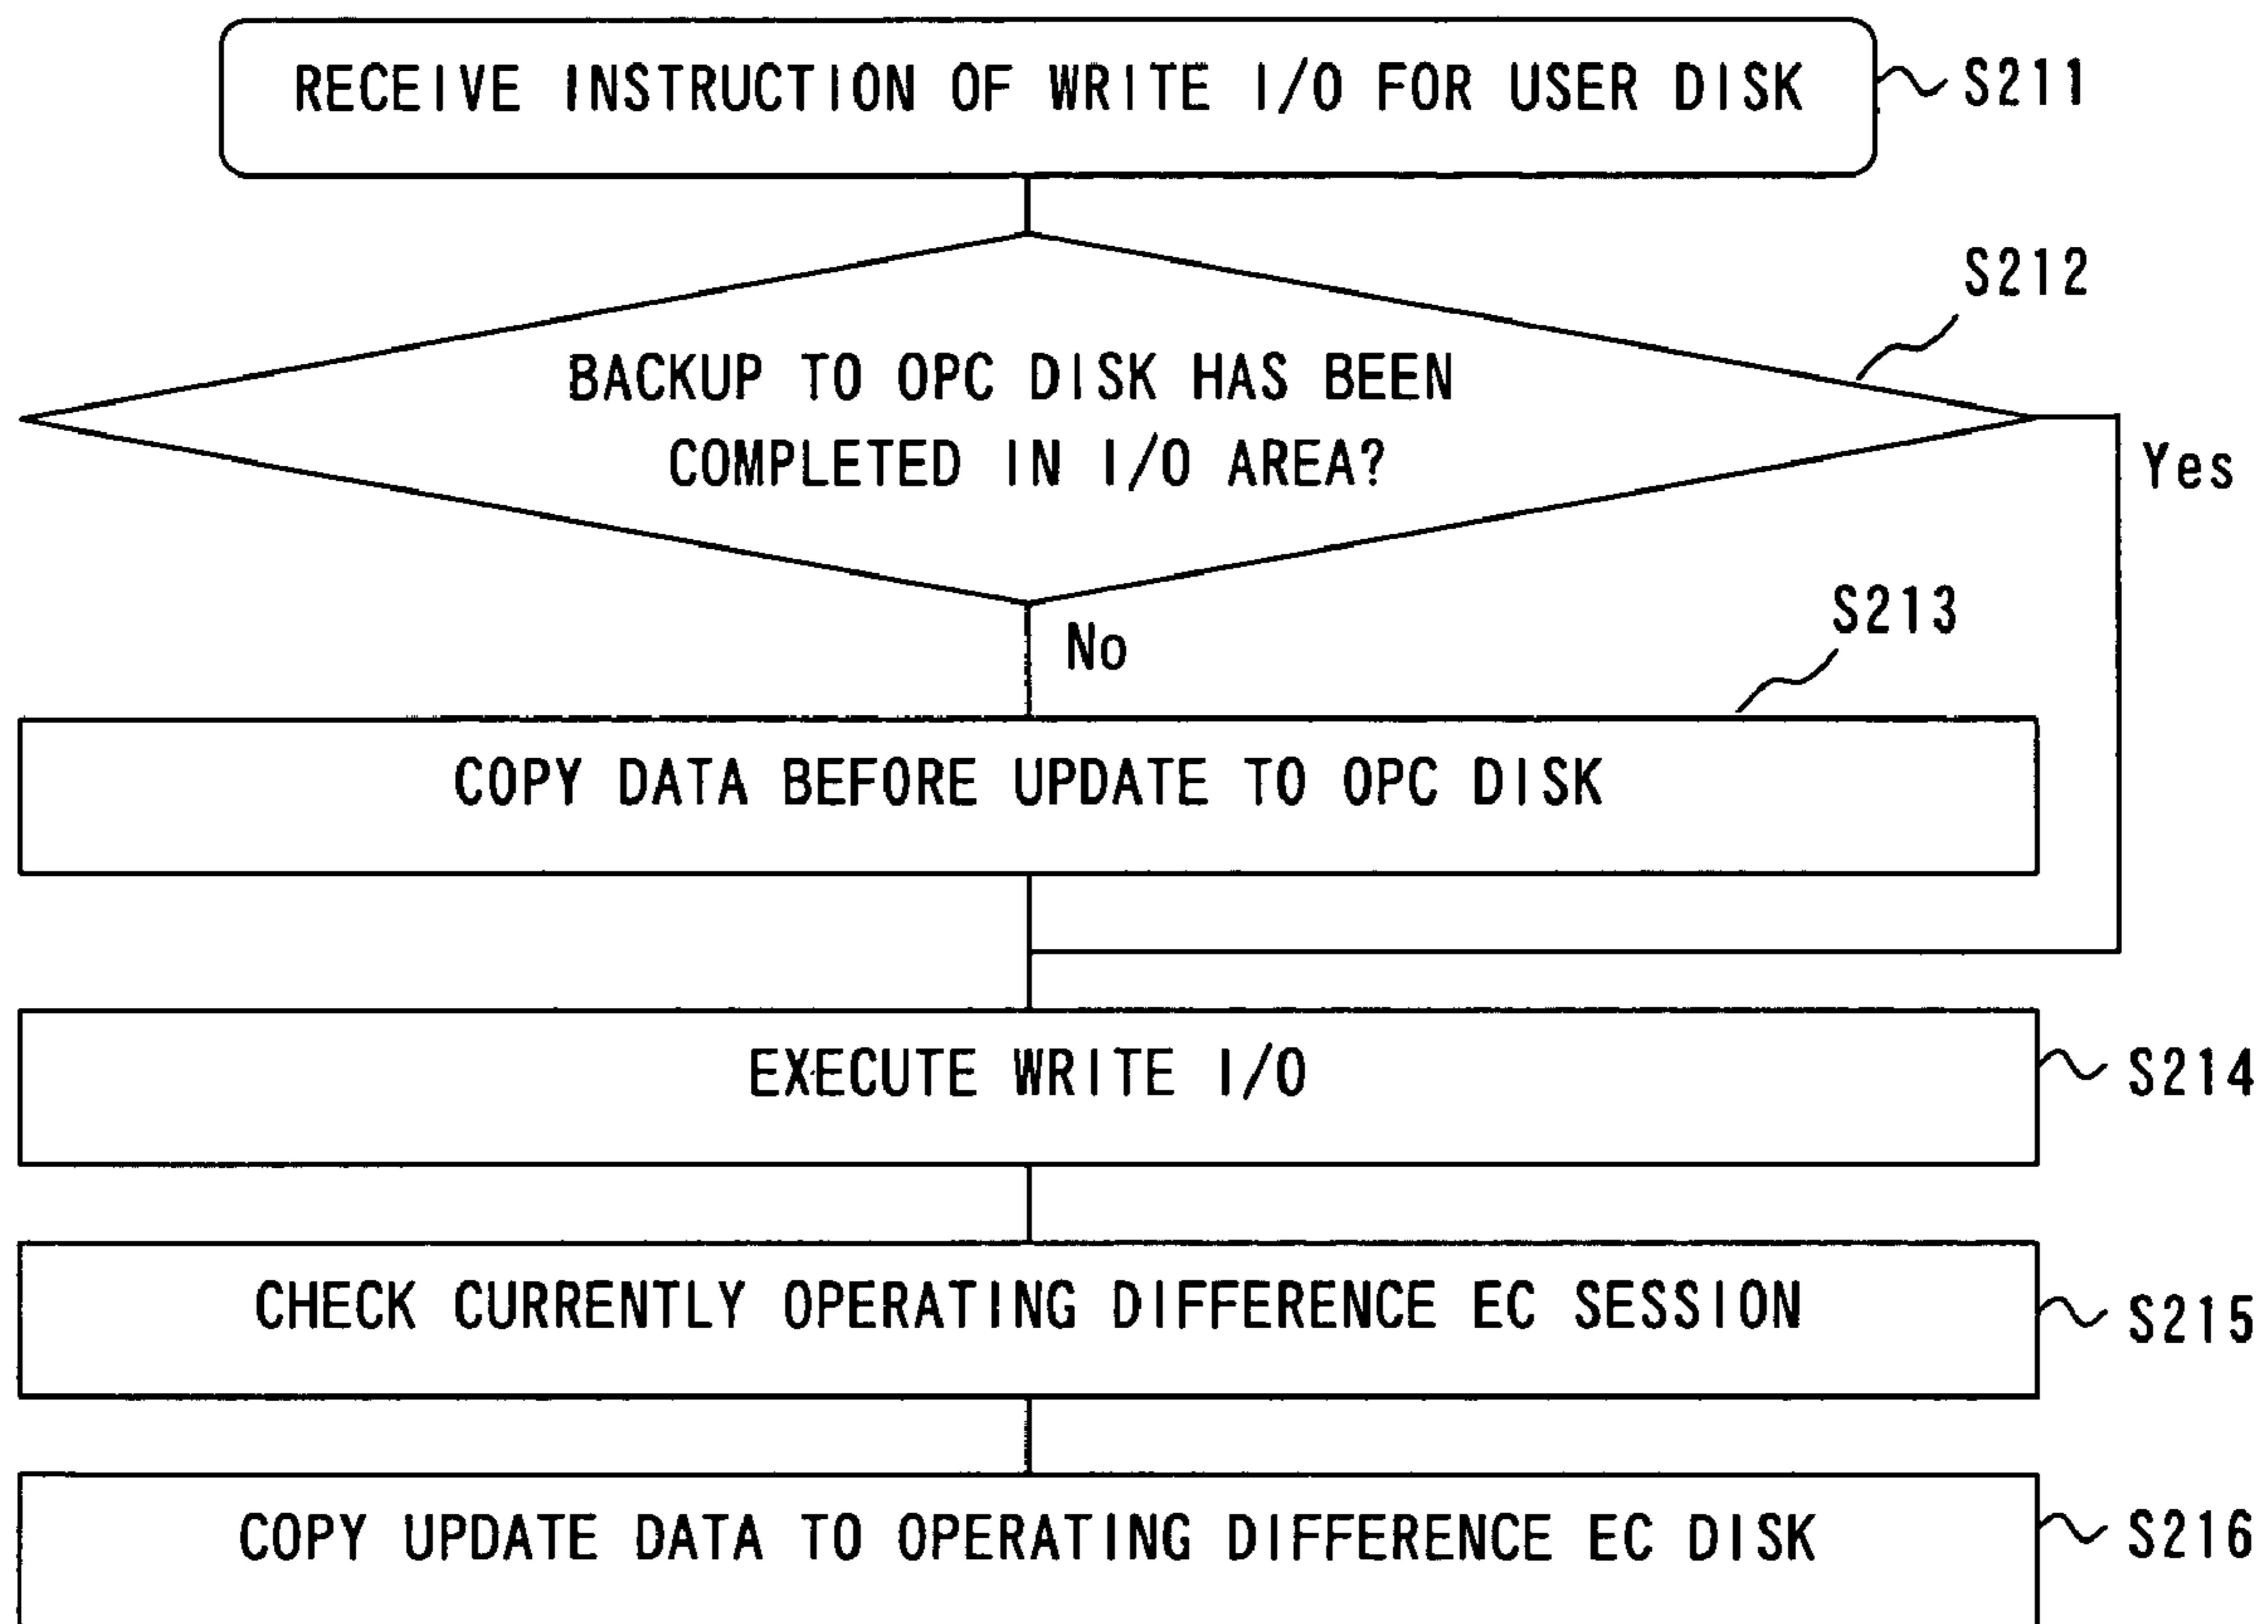 RECEIVE INSTRUCTION OF WRITE I/O FOR USER DISK
S211
S212
BACKUP TO OPC DISK HAS BEEN
COMPLETED IN I/O AREA?
Yes
No
S213
COPY DATA BEFORE UPDATE TO OPC DISK
EXECUTE WRITE I/O
S214
CHECK CURRENTLY OPERATING DIFFERENCE EC SESSION
S215
COPY UPDATE DATA TO OPERATING DIFFERENCE EC DISK
S216